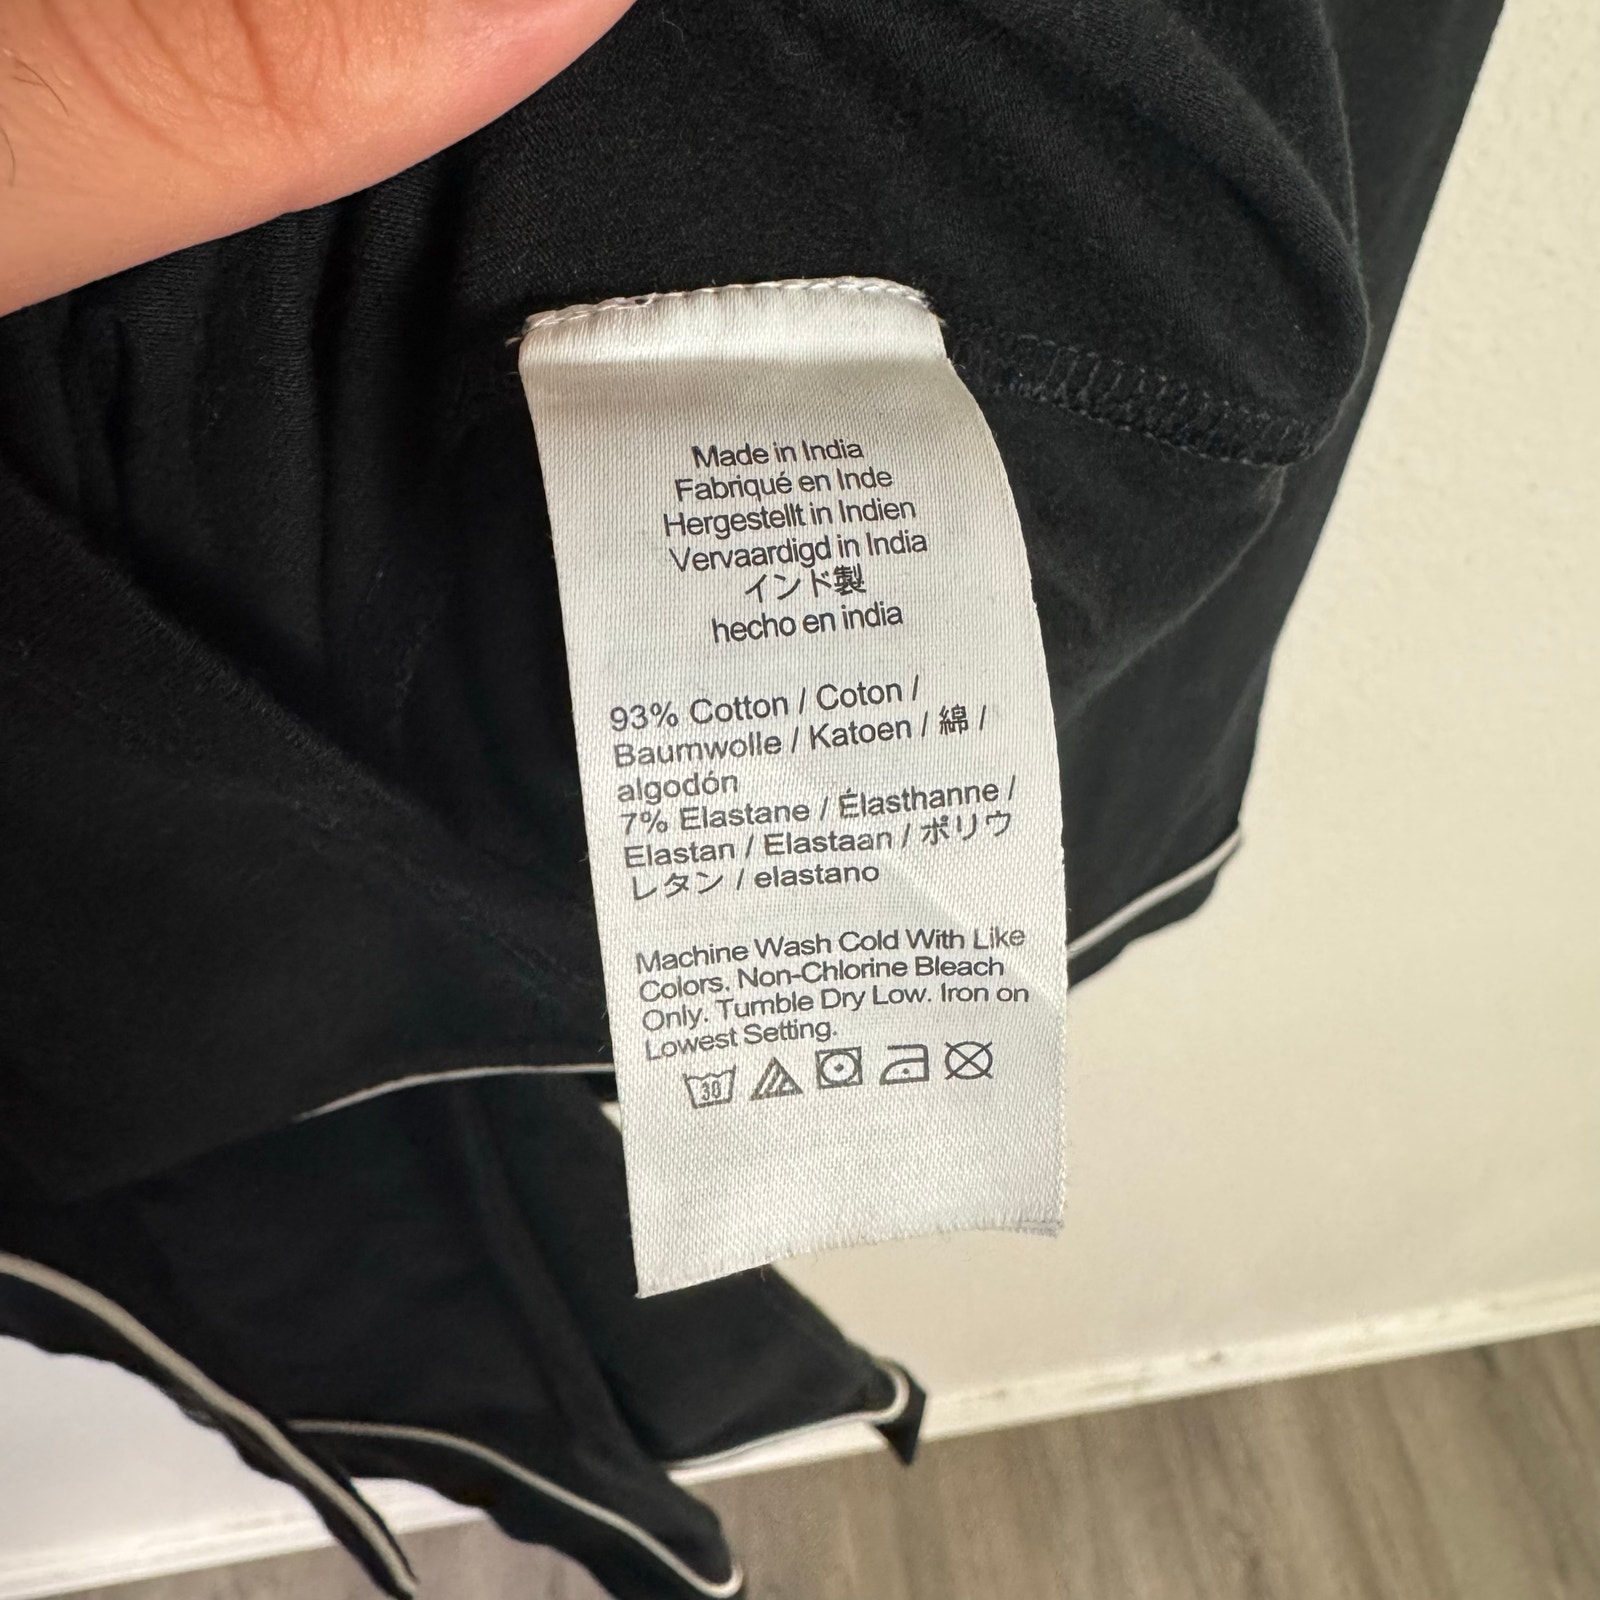 Made in India
Fabriqué en Inde
Hergestellt in Indien
Vervaardigd in India
インド製
hecho en india
93% Cotton / Coton /
Baumwolle / Katoen / 綿 /
algodón
7% Elastane / Élasthanne /
Elastan / Elastaan / ポリウ
レタン / elastano
Machine Wash Cold With Like
Colors. Non-Chlorine Bleach
Only. Tumble Dry Low. Iron on
Lowest Setting.
30